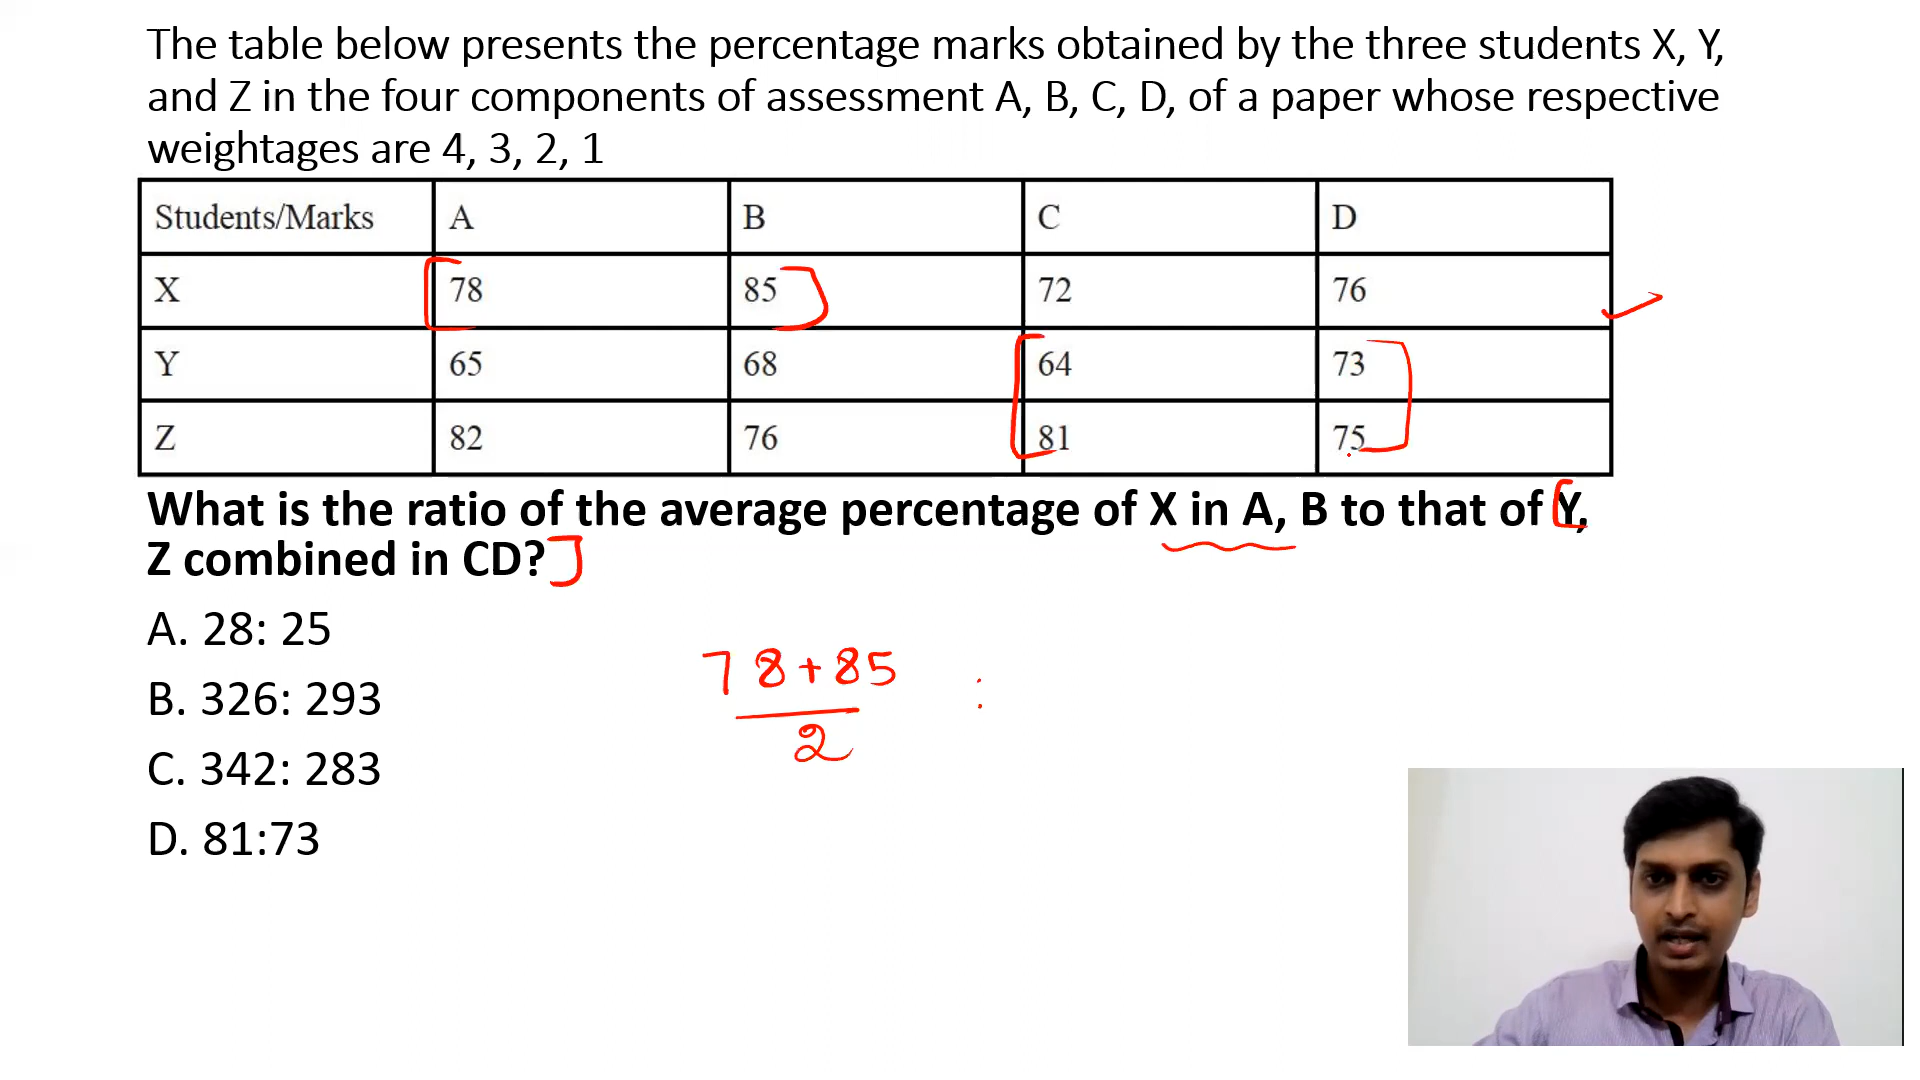 The table below presents the percentage marks obtained by the three students X, Y,
and Z in the four components of assessment A, B, C, D, of a paper whose respective
weightages are 4, 3, 2, 1
Students/Marks A B C D
X 78 85 72 76
Y 65 68 64 73
Z 82 76 81 75
What is the ratio of the average percentage of X in A, B to that of Y,
Z combined in CD?
A. 28: 25
B. 326: 293
C. 342: 283
D. 81:73
78+85 :
2